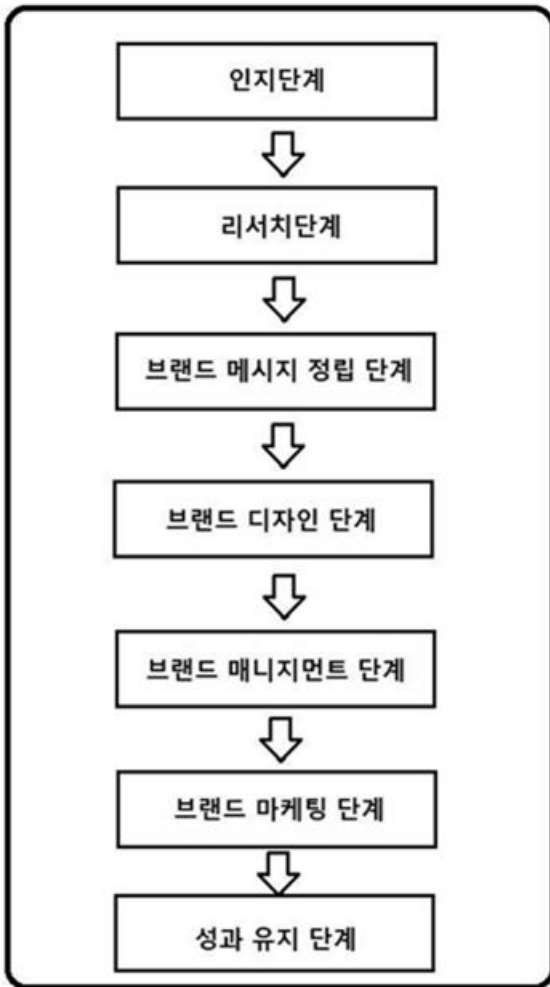 인지단계
리서치단계
브랜드 메시지 정립 단계
브랜드 디자인 단계
브랜드 매니지먼트 단계
브랜드 마케팅 단계
성과 유지 단계